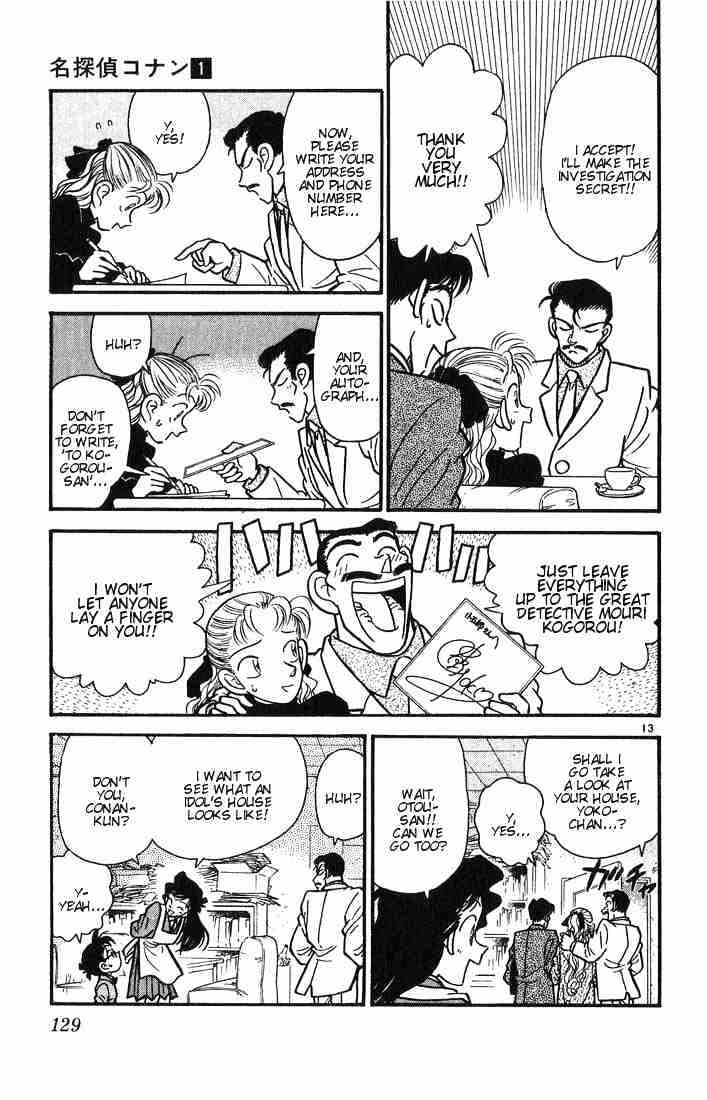 名探偵コナン1
I ACCEPT!
I'LL MAKE THE
INVESTIGATION
SECRET!!
THANK
YOU
VERY
MUCH!!
NOW,
PLEASE
WRITE YOUR
ADDRESS
AND PHONE
NUMBER
HERE...
Y,
YES!
AND,
YOUR
AUTO-
GRAPH...
HUH?
DON'T
FORGET
TO WRITE,
'TO KO-
GOROU-
SAN'...
JUST LEAVE
EVERYTHING
UP TO THE GREAT
DETECTIVE MOURI
KOGOROU!
I WON'T
LET ANYONE
LAY A FINGER
ON YOU!!
13
SHALL
I GO TAKE
A LOOK AT
YOUR HOUSE,
YOKO-
CHAN...?
Y,
YES...
WAIT,
OTOU-
SAN!!
CAN WE
GO TOO?
ガチャ
HUH?
I WANT TO
SEE WHAT AN
IDOL'S HOUSE
LOOKS LIKE!
DON'T
YOU,
CONAN-
KUN?
Y-
YEAH...
129